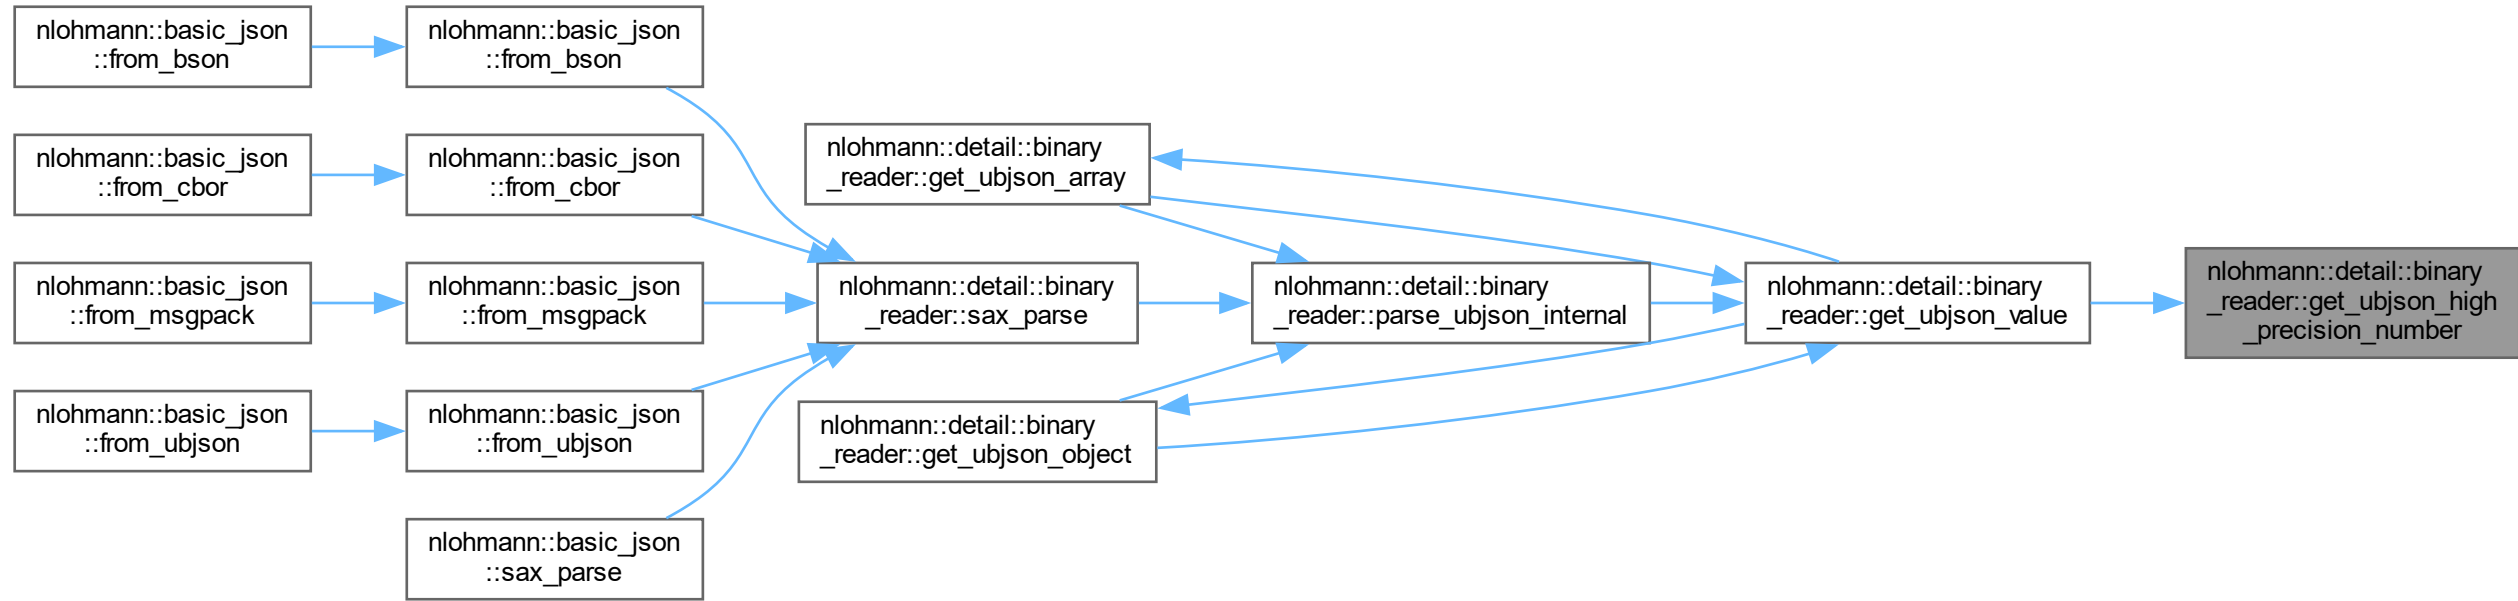 nlohmann::basic_json
::from_bson
nlohmann::basic_json
::from_bson
nlohmann::basic_json
::from_cbor
nlohmann::basic_json
::from_cbor
nlohmann::basic_json
::from_msgpack
nlohmann::basic_json
::from_msgpack
nlohmann::basic_json
::from_ubjson
nlohmann::basic_json
::from_ubjson
nlohmann::basic_json
::sax_parse
nlohmann::detail::binary
_reader::get_ubjson_array
nlohmann::detail::binary
_reader::sax_parse
nlohmann::detail::binary
_reader::get_ubjson_object
nlohmann::detail::binary
_reader::parse_ubjson_internal
nlohmann::detail::binary
_reader::get_ubjson_value
nlohmann::detail::binary
_reader::get_ubjson_high
_precision_number